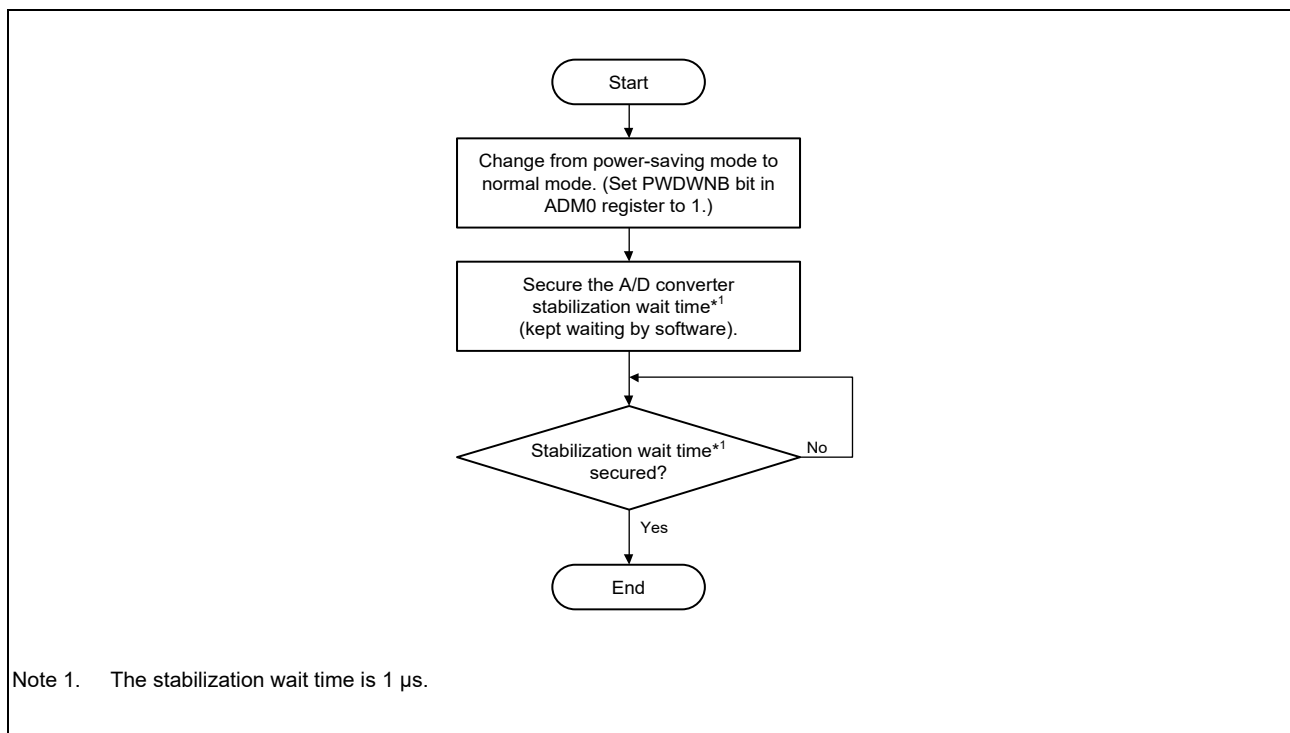 Start
Change from power-saving mode to
normal mode. (Set PWDWNB bit in
ADM0 register to 1.)
Secure the A/D converter
stabilization wait time*1
(kept waiting by software).
Stabilization wait time*1
secured?
No
Yes
End
Note 1. The stabilization wait time is 1 μs.